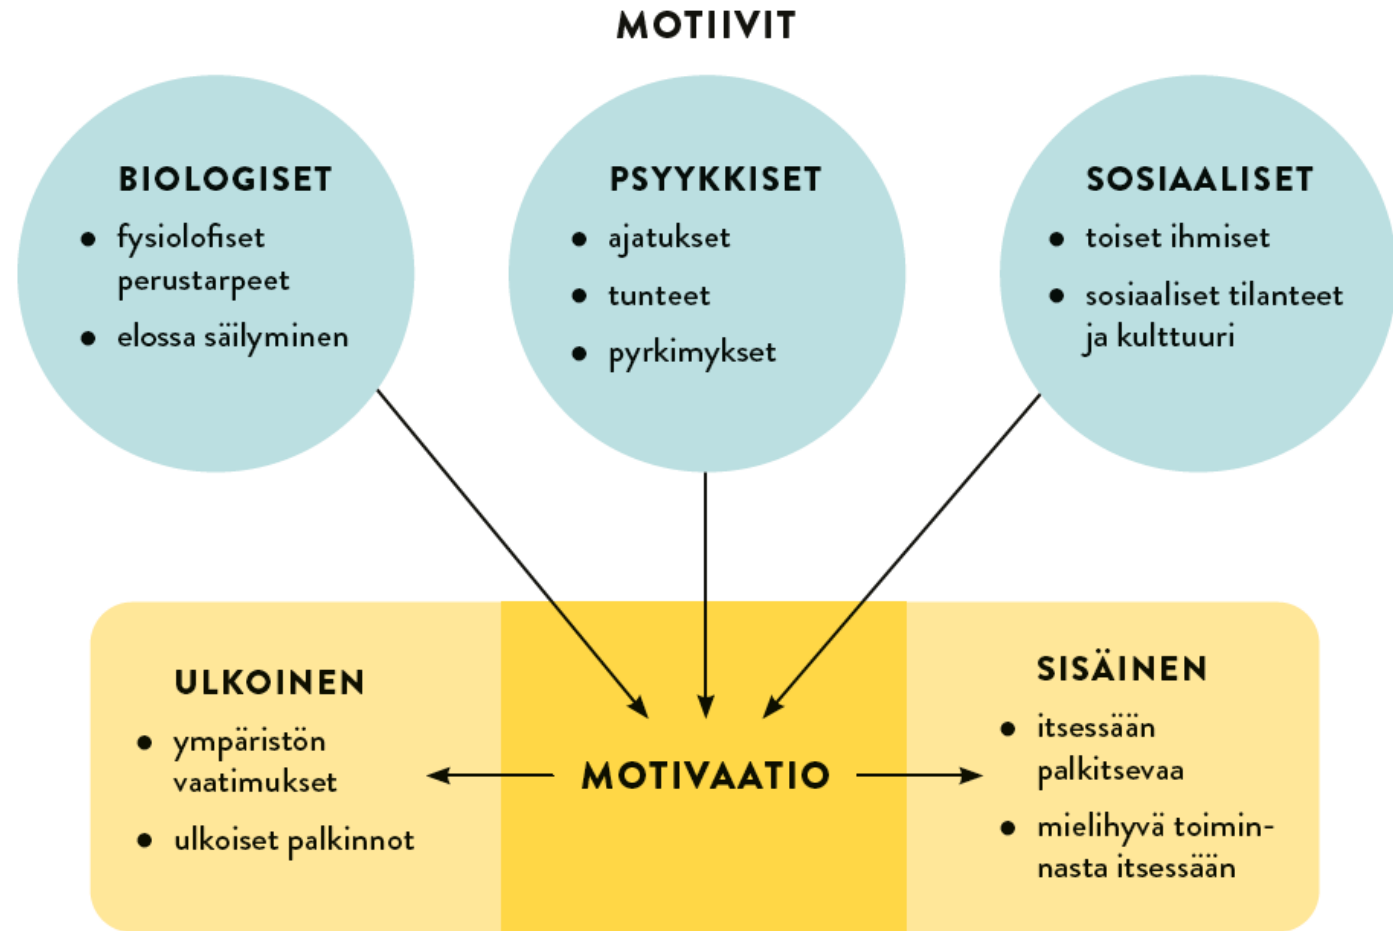 MOTIIVIT
BIOLOGISET
• fysiolofiset
perustarpeet
• elossa säilyminen
PSYYKKISET
• ajatukset
• tunteet
• pyrkimykset
SOSIAALISET
• toiset ihmiset
• sosiaaliset tilanteet
ja kulttuuri
ULKOINEN
• ympäristön
vaatimukset
• ulkoiset palkinnot
MOTIVAATIO
SISÄINEN
• itsessään
palkitsevaa
• mielihyvä toimin-
nasta itsessään